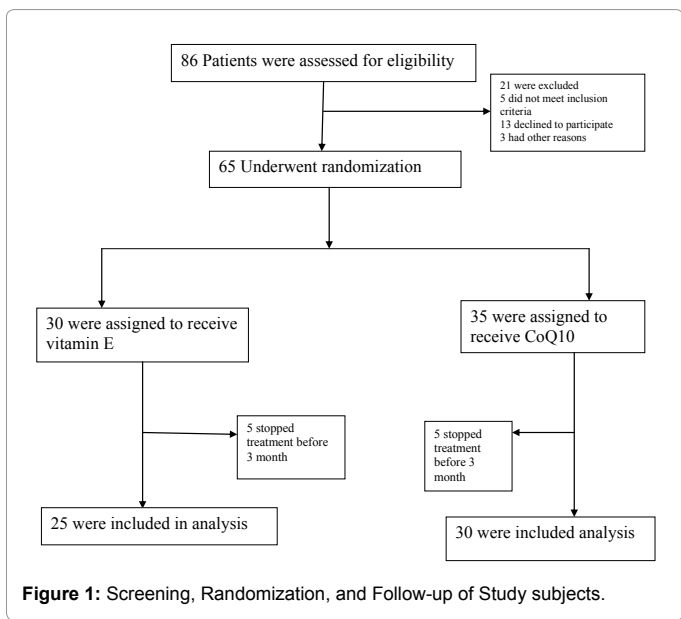 86 Patients were assessed for eligibility
21 were excluded
5 did not meet inclusion
criteria
13 declined to participate
3 had other reasons
65 Underwent randomization
30 were assigned to receive
vitamin E
35 were assigned to
receive CoQ10
5 stopped
treatment before
3 month
5 stopped
treatment
before 3
month
25 were included in analysis
30 were included analysis
Figure 1: Screening, Randomization, and Follow-up of Study subjects.